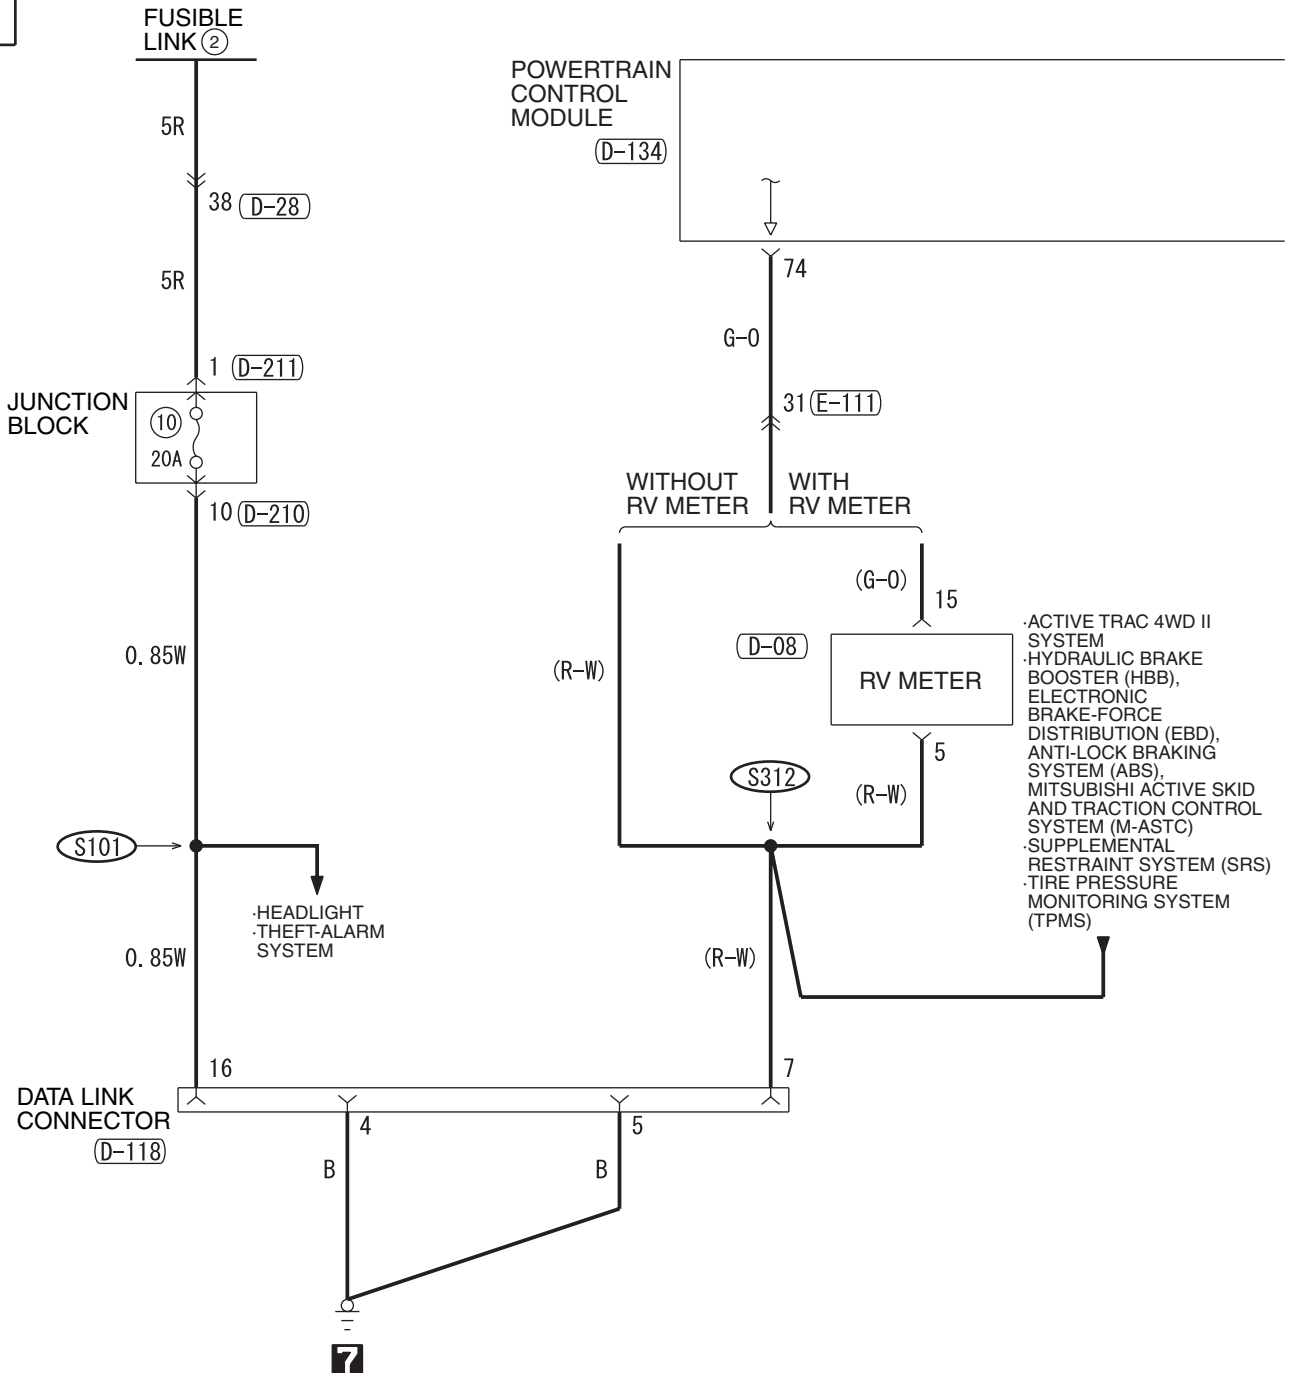 FUSIBLE
LINK ②
5R
38 D-28
5R
1 D-211
JUNCTION
BLOCK
⑩
20A
10 D-210
0.85W
S101
·HEADLIGHT
·THEFT-ALARM
SYSTEM
0.85W
16
POWERTRAIN
CONTROL
MODULE
D-134
74
G-O
31 E-111
WITHOUT
RV METER
WITH
RV METER
(G-O)
15
D-08
(R-W)
RV METER
5
S312
(R-W)
·ACTIVE TRAC 4WD II
SYSTEM
·HYDRAULIC BRAKE
BOOSTER (HBB),
ELECTRONIC
BRAKE-FORCE
DISTRIBUTION (EBD),
ANTI-LOCK BRAKING
SYSTEM (ABS),
MITSUBISHI ACTIVE SKID
AND TRACTION CONTROL
SYSTEM (M-ASTC)
·SUPPLEMENTAL
RESTRAINT SYSTEM (SRS)
·TIRE PRESSURE
MONITORING SYSTEM
(TPMS)
(R-W)
7
DATA LINK
CONNECTOR
D-118
4
5
B
B
7